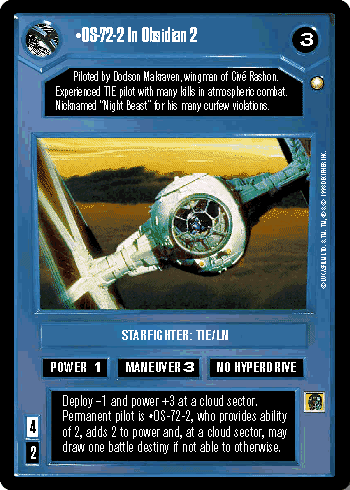 •OS-72-2 In Obsidian 2
3
Piloted by Dodson Makraven, wingman of Civé Rashon.
Experienced TIE pilot with many kills in atmospheric combat.
Nicknamed "Night Beast" for his many curfew violations.
STARFIGHTER: TIE/LN
POWER 1 MANEUVER 3 NO HYPERDRIVE
Deploy -1 and power +3 at a cloud sector.
Permanent pilot is •OS-72-2, who provides ability
of 2, adds 2 to power and, at a cloud sector, may
draw one battle destiny if not able to otherwise.
4
2